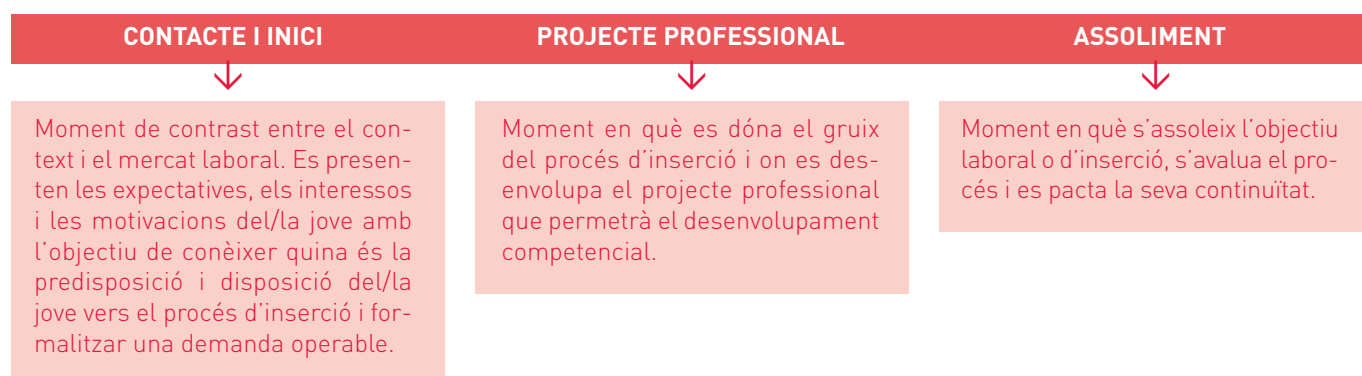 CONTACTE I INICI
PROJECTE PROFESSIONAL
ASSOLIMENT
Moment de contrast entre el con-
text i el mercat laboral. Es presen-
ten les expectatives, els interessos
i les motivacions del/la jove amb
l'objectiu de conèixer quina és la
predisposició i disposició del/la
jove vers el procés d'inserció i for-
malitzar una demanda operable.
Moment en què es dóna el gruix
del procés d'inserció i on es des-
envolupa el projecte professional
que permetrà el desenvolupament
competencial.
Moment en què s'assoleix l'objectiu
laboral o d'inserció, s'avalua el pro-
cés i es pacta la seva continuïtat.